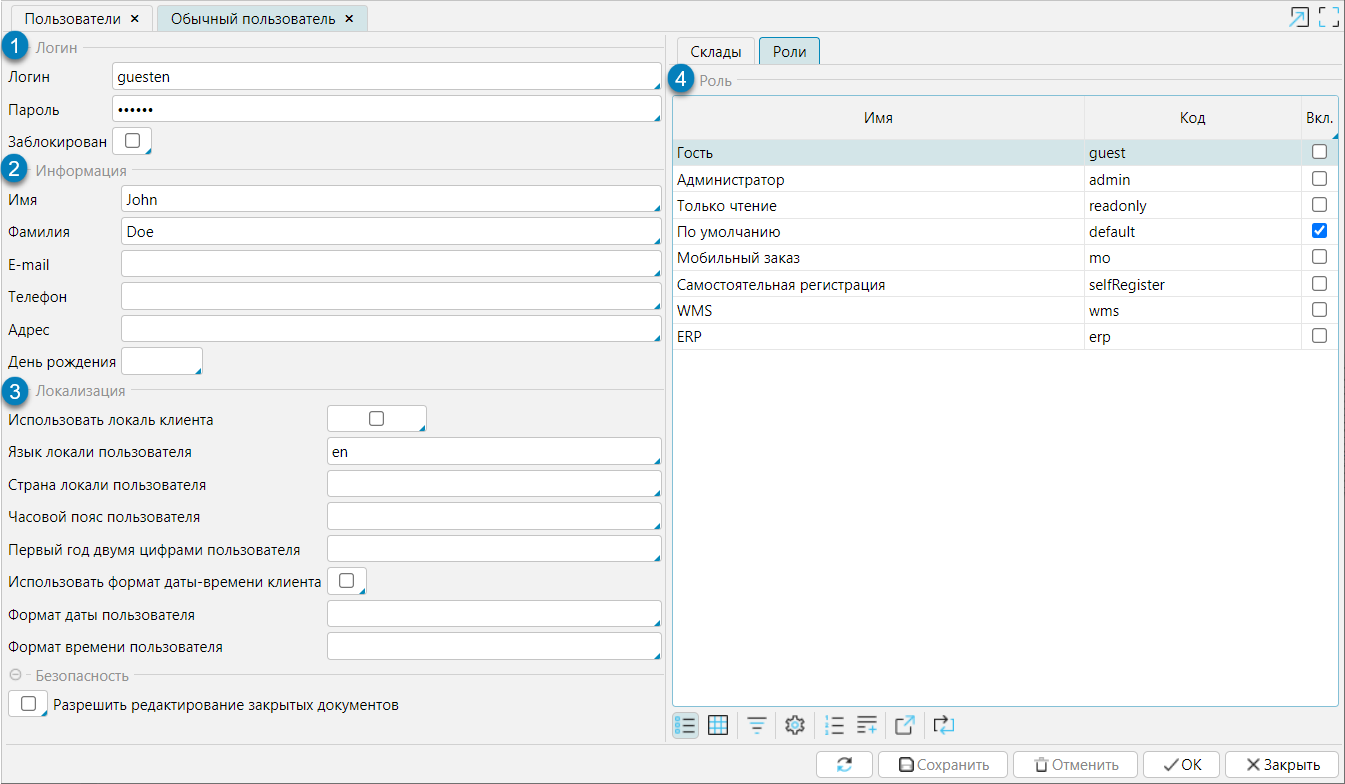 Пользователи ×
Обычный пользователь ×
1 Логин
Логин guesten
Пароль ••••••
Заблокирован
2 Информация
Имя John
Фамилия Doe
E-mail
Телефон
Адрес
День рождения
3 Локализация
Использовать локаль клиента
Язык локали пользователя en
Страна локали пользователя
Часовой пояс пользователя
Первый год двумя цифрами пользователя
Использовать формат даты-времени клиента
Формат даты пользователя
Формат времени пользователя
Безопасность
Разрешить редактирование закрытых документов
Склады Роли
4 Роль
Имя Код Вкл.
Гость guest
Администратор admin
Только чтение readonly
По умолчанию default
Мобильный заказ mo
Самостоятельная регистрация selfRegister
WMS wms
ERP erp
Сохранить Отменить OK Закрыть